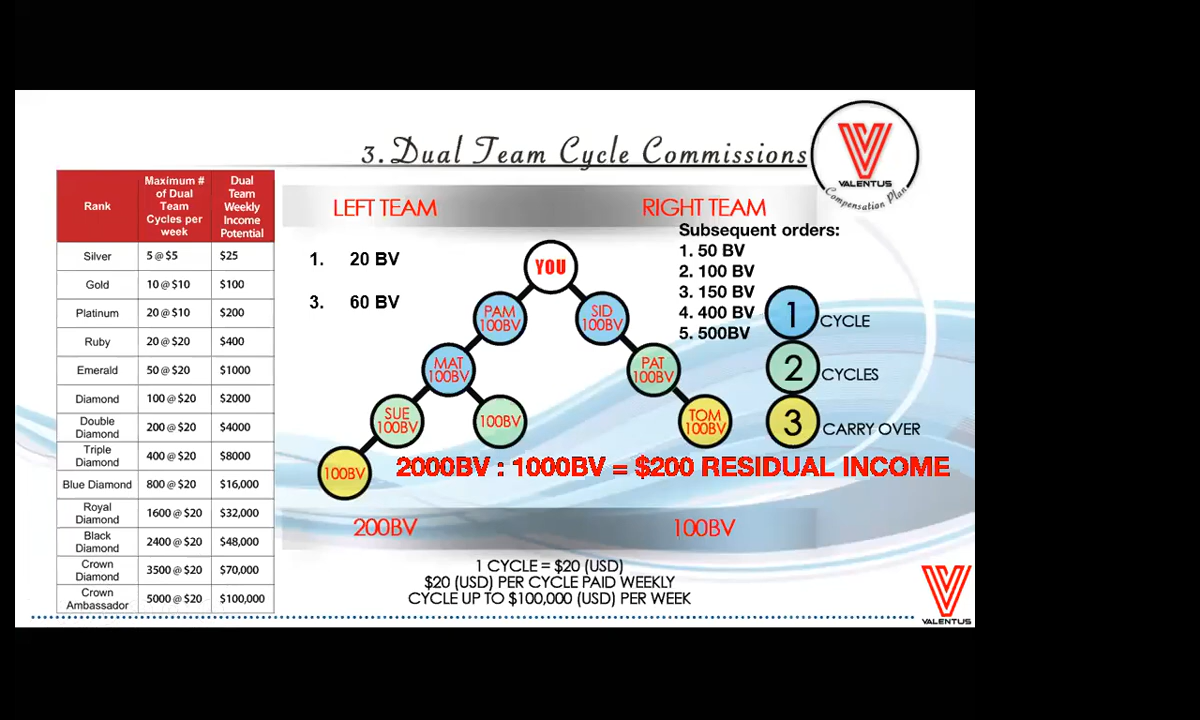 3. Dual Team Cycle Commissions
VALENTUS
Compensation Plan
Rank
Maximum #
of Dual
Team
Cycles per
week
Dual
Team
Weekly
Income
Potential
Silver 5 @ $5 $25
Gold 10 @ $10 $100
Platinum 20 @ $10 $200
Ruby 20 @ $20 $400
Emerald 50 @ $20 $1000
Diamond 100 @ $20 $2000
Double
Diamond 200 @ $20 $4000
Triple
Diamond 400 @ $20 $8000
Blue Diamond 800 @ $20 $16,000
Royal
Diamond 1600 @ $20 $32,000
Black
Diamond 2400 @ $20 $48,000
Crown
Diamond 3500 @ $20 $70,000
Crown
Ambassador 5000 @ $20 $100,000
LEFT TEAM
RIGHT TEAM
1. 20 BV
3. 60 BV
Subsequent orders:
1. 50 BV
2. 100 BV
3. 150 BV
4. 400 BV
5. 500BV
YOU
PAM
100BV
SID
100BV
MAT
100BV
PAT
100BV
SUE
100BV
100BV
TOM
100BV
100BV
1 CYCLE
2 CYCLES
3 CARRY OVER
2000BV : 1000BV = $200 RESIDUAL INCOME
200BV
100BV
1 CYCLE = $20 (USD)
$20 (USD) PER CYCLE PAID WEEKLY
CYCLE UP TO $100,000 (USD) PER WEEK
VALENTUS